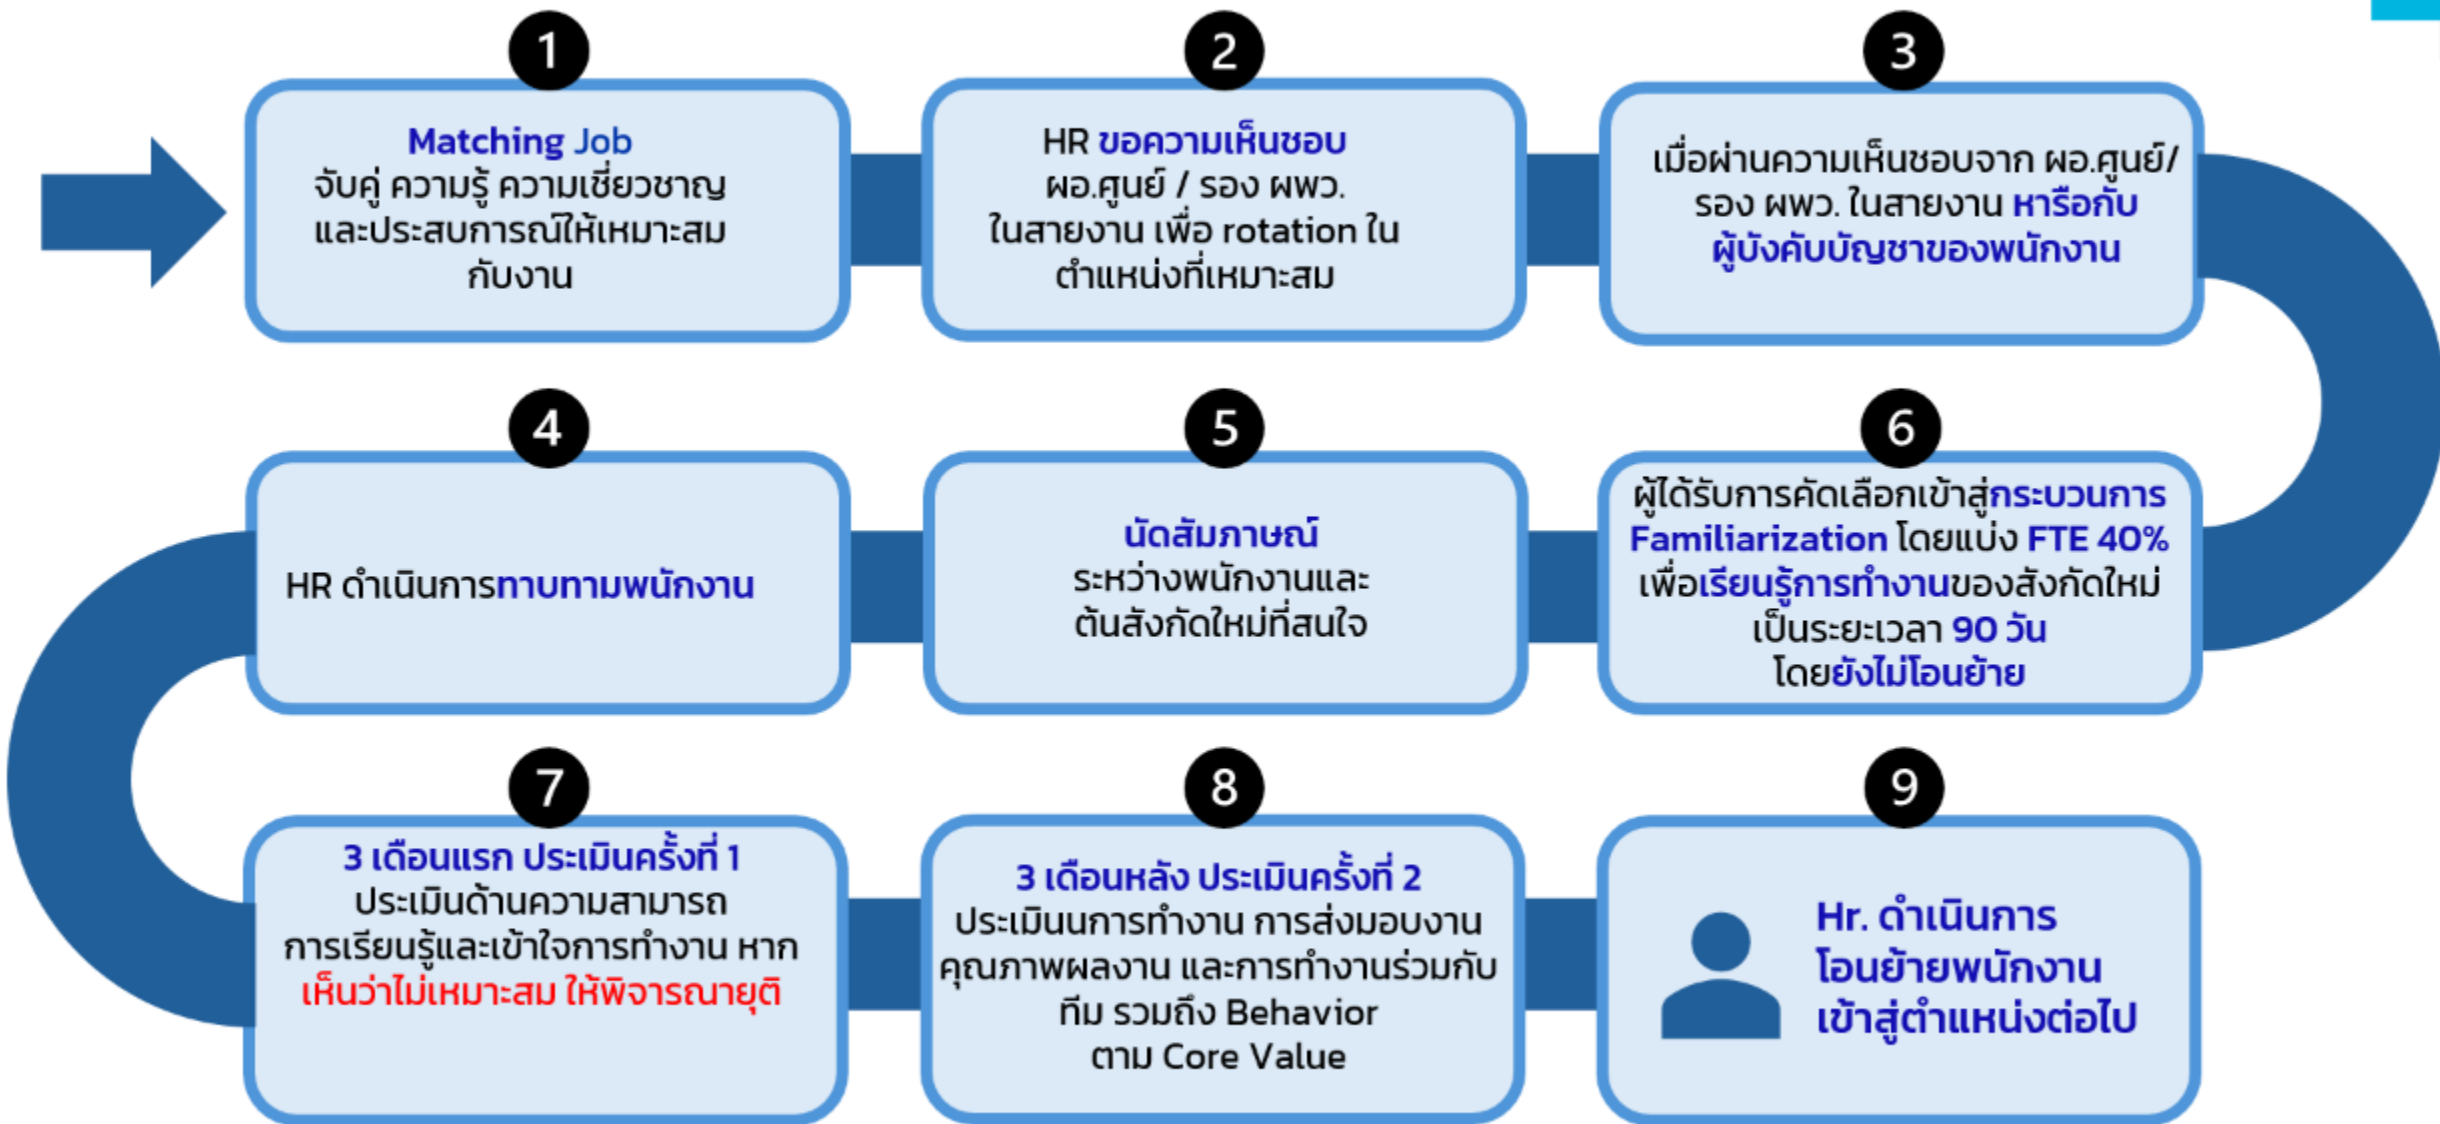 1
Matching Job
จับคู่ ความรู้ ความเชี่ยวชาญ
และประสบการณ์ให้เหมาะสม
กับงาน
2
HR ขอความเห็นชอบ
ผอ.ศูนย์ / รอง ผพว.
ในสายงาน เพื่อ rotation ใน
ตำแหน่งที่เหมาะสม
3
เมื่อผ่านความเห็นชอบจาก ผอ.ศูนย์/
รอง ผพว. ในสายงาน หารือกับ
ผู้บังคับบัญชาของพนักงาน
4
HR ดำเนินการทาบทามพนักงาน
5
นัดสัมภาษณ์
ระหว่างพนักงานและ
ต้นสังกัดใหม่ที่สนใจ
6
ผู้ได้รับการคัดเลือกเข้าสู่กระบวนการ
Familiarization โดยแบ่ง FTE 40%
เพื่อเรียนรู้การทำงานของสังกัดใหม่
เป็นระยะเวลา 90 วัน
โดยยังไม่โอนย้าย
7
3 เดือนแรก ประเมินครั้งที่ 1
ประเมินด้านความสามารถ
การเรียนรู้และเข้าใจการทำงาน หาก
เห็นว่าไม่เหมาะสม ให้พิจารณายุติ
8
3 เดือนหลัง ประเมินครั้งที่ 2
ประเมินนการทำงาน การส่งมอบงาน
คุณภาพผลงาน และการทำงานร่วมกับ
ทีม รวมถึง Behavior
ตาม Core Value
9
Hr. ดำเนินการ
โอนย้ายพนักงาน
เข้าสู่ตำแหน่งต่อไป